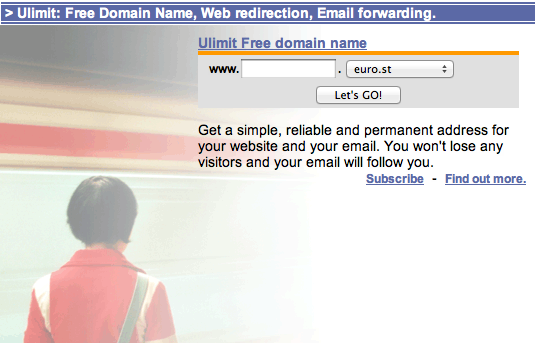 > Ulimit: Free Domain Name, Web redirection, Email forwarding.
Ulimit Free domain name
www. . euro.st
Let's GO!
Get a simple, reliable and permanent address for
your website and your email. You won't lose any
visitors and your email will follow you.
Subscribe - Find out more.